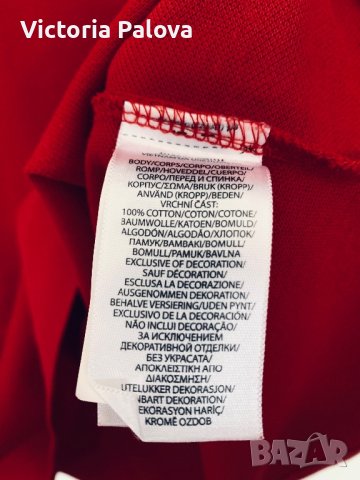 Victoria Palova
BODY/CORPS/CORPO/OBERTEIL/
ROMP/HOVEDDEL/CUERPO/
CORPO/ПЕРЕД И СПИНКА/
КОРПУС/ΣΩΜΑ/BRUK (KROPP)/
ANVÄND (KROPP)/BEDEN/
VRCHNÍ ČÁST:
100% COTTON/COTON/COTONE/
BAUMWOLLE/KATOEN/BOMULD/
ALGODÓN/ALGODÃO/ХЛОПОК/
ПАМУК/ΒΑΜΒΑΚΙ/BOMULL/
BOMULL/PAMUK/BAVLNA
EXCLUSIVE OF DECORATION/
SAUF DÉCORATION/
ESCLUSA LA DECORAZIONE/
AUSGENOMMEN DEKORATION/
BEHALVE VERSIERING/UDEN PYNT/
EXCLUSIVO DE LA DECORACIÓN/
NÃO INCLUI DECORAÇÃO/
ЗА ИСКЛЮЧЕНИЕМ
ДЕКОРАТИВНОЙ ОТДЕЛКИ/
БЕЗ УКРАСАТА/
ΑΠΟΚΛΕΙΣΤΙΚΗ ΑΠΟ
ΔΙΑΚΟΣΜΗΣΗ/
UTELUKKER DEKORASJON/
DEKORASYON HARİÇ/
KROMĚ OZDOB
BAZAR